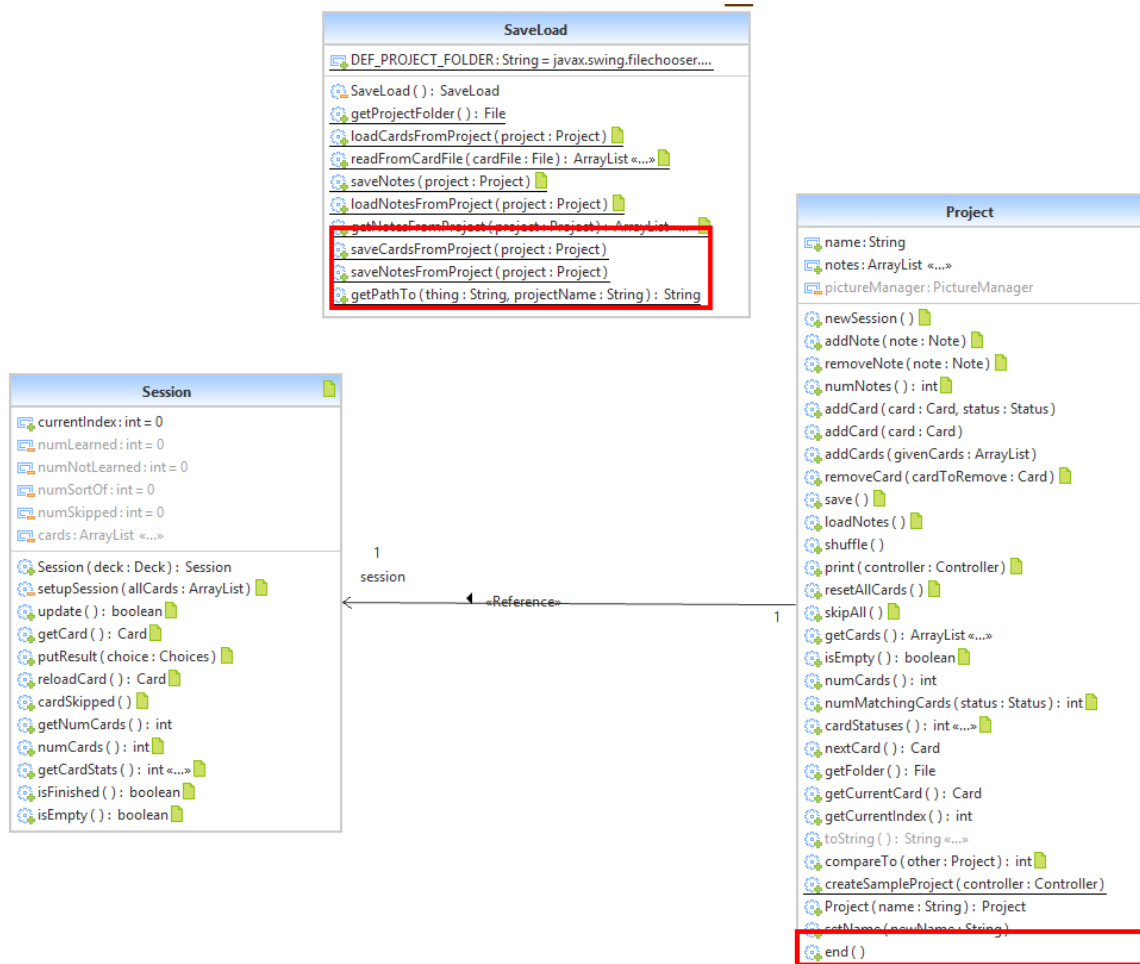 SaveLoad
DEF_PROJECT_FOLDER : String = javax.swing.filechooser....
SaveLoad ( ) : SaveLoad
getProjectFolder ( ) : File
loadCardsFromProject ( project : Project )
readFromCardFile ( cardFile : File ) : ArrayList «...»
saveNotes ( project : Project )
loadNotesFromProject ( project : Project )
getNotesFromProject ( project : Project ) : ArrayList «...»
saveCardsFromProject ( project : Project )
saveNotesFromProject ( project : Project )
getPathTo ( thing : String, projectName : String ) : String
Session
currentIndex : int = 0
numLearned : int = 0
numNotLearned : int = 0
numSortOf : int = 0
numSkipped : int = 0
cards : ArrayList «...»
Session ( deck : Deck ) : Session
setupSession ( allCards : ArrayList )
update ( ) : boolean
getCard ( ) : Card
putResult ( choice : Choices )
reloadCard ( ) : Card
cardSkipped ( )
getNumCards ( ) : int
numCards ( ) : int
getCardStats ( ) : int «...»
isFinished ( ) : boolean
isEmpty ( ) : boolean
1
session
«Reference»
1
Project
name : String
notes : ArrayList «...»
pictureManager : PictureManager
newSession ( )
addNote ( note : Note )
removeNote ( note : Note )
numNotes ( ) : int
addCard ( card : Card, status : Status )
addCard ( card : Card )
addCards ( givenCards : ArrayList )
removeCard ( cardToRemove : Card )
save ( )
loadNotes ( )
shuffle ( )
print ( controller : Controller )
resetAllCards ( )
skipAll ( )
getCards ( ) : ArrayList «...»
isEmpty ( ) : boolean
numCards ( ) : int
numMatchingCards ( status : Status ) : int
cardStatuses ( ) : int «...»
nextCard ( ) : Card
getFolder ( ) : File
getCurrentCard ( ) : Card
getCurrentIndex ( ) : int
toString ( ) : String «...»
compareTo ( other : Project ) : int
createSampleProject ( controller : Controller )
Project ( name : String ) : Project
setName ( newName : String )
end ( )